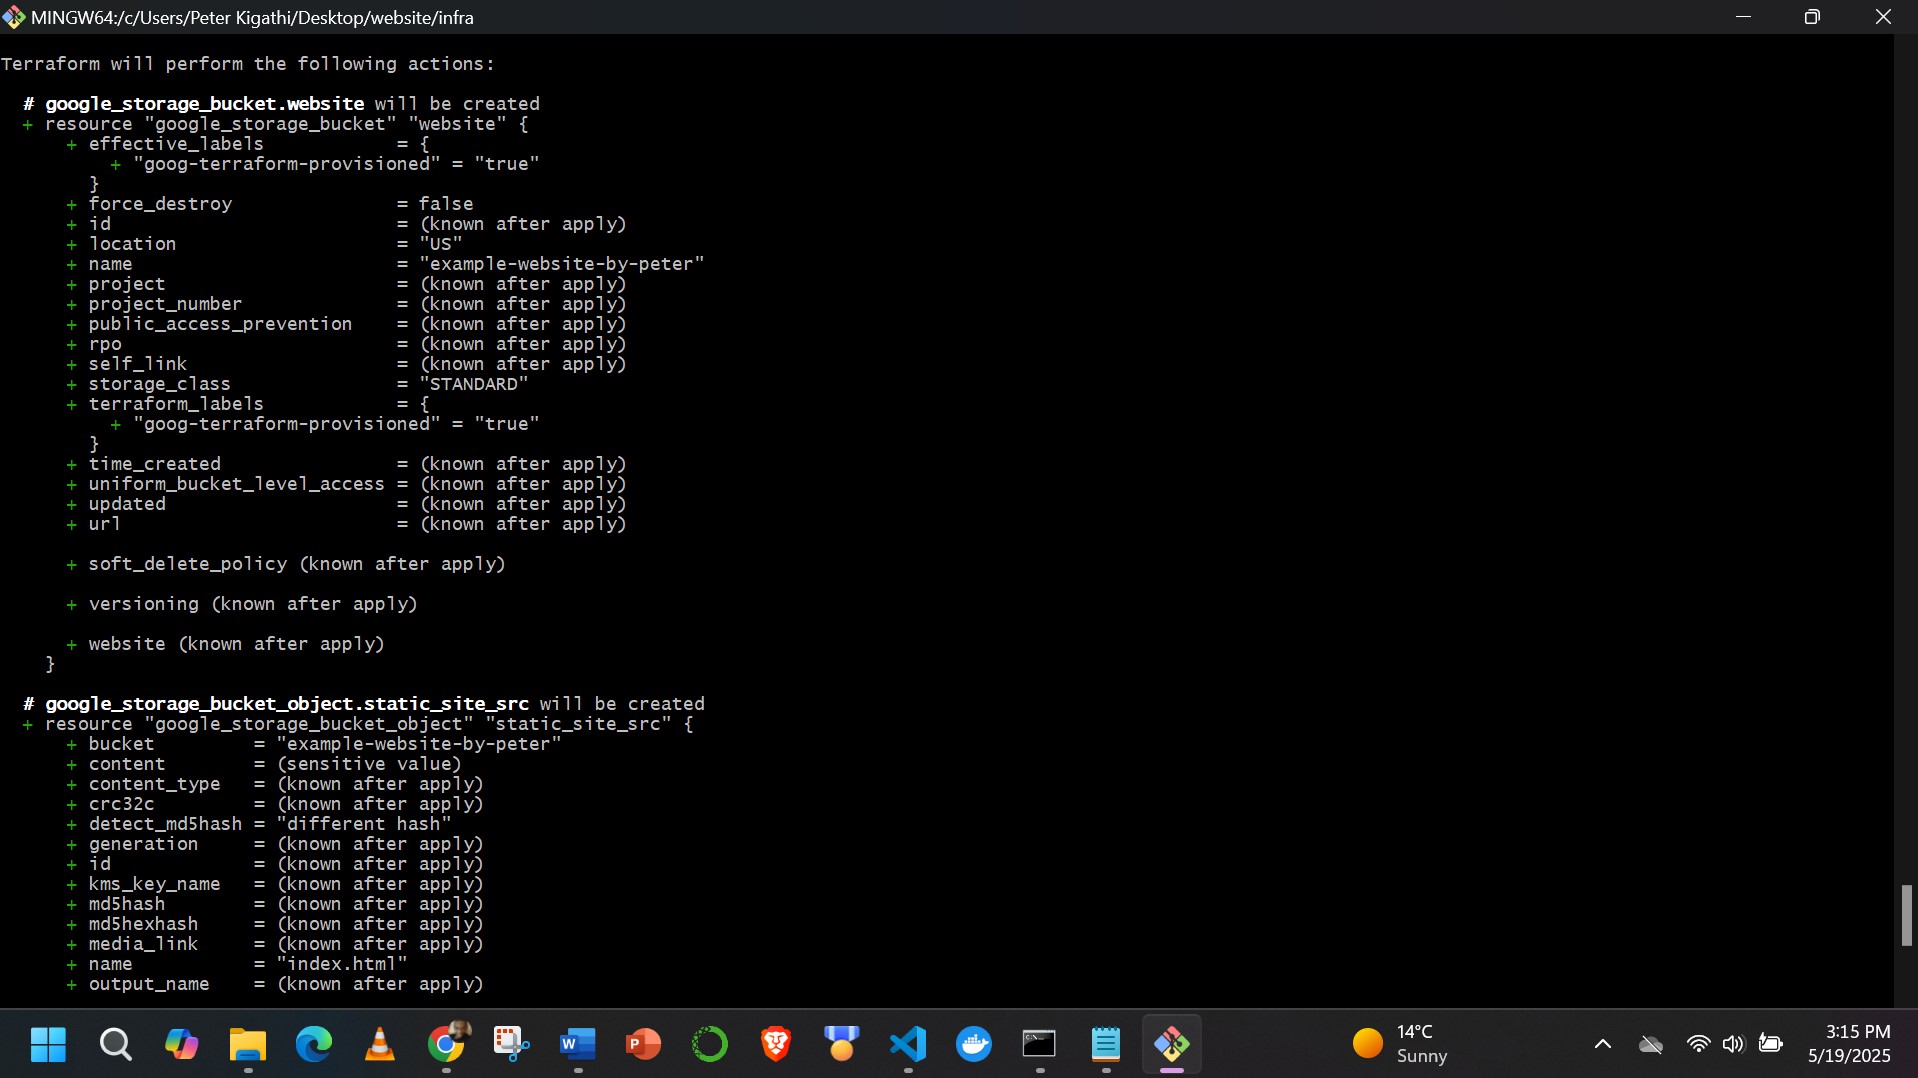 MINGW64:/c/Users/Peter Kigathi/Desktop/website/infra
Terraform will perform the following actions:
# google_storage_bucket.website will be created
+ resource "google_storage_bucket" "website" {
+ effective_labels = {
+ "goog-terraform-provisioned" = "true"
}
+ force_destroy = false
+ id = (known after apply)
+ location = "US"
+ name = "example-website-by-peter"
+ project = (known after apply)
+ project_number = (known after apply)
+ public_access_prevention = (known after apply)
+ rpo = (known after apply)
+ self_link = (known after apply)
+ storage_class = "STANDARD"
+ terraform_labels = {
+ "goog-terraform-provisioned" = "true"
}
+ time_created = (known after apply)
+ uniform_bucket_level_access = (known after apply)
+ updated = (known after apply)
+ url = (known after apply)
+ soft_delete_policy (known after apply)
+ versioning (known after apply)
+ website (known after apply)
}
# google_storage_bucket_object.static_site_src will be created
+ resource "google_storage_bucket_object" "static_site_src" {
+ bucket = "example-website-by-peter"
+ content = (sensitive value)
+ content_type = (known after apply)
+ crc32c = (known after apply)
+ detect_md5hash = "different hash"
+ generation = (known after apply)
+ id = (known after apply)
+ kms_key_name = (known after apply)
+ md5hash = (known after apply)
+ md5hexhash = (known after apply)
+ media_link = (known after apply)
+ name = "index.html"
+ output_name = (known after apply)
14°C
Sunny
3:15 PM
5/19/2025